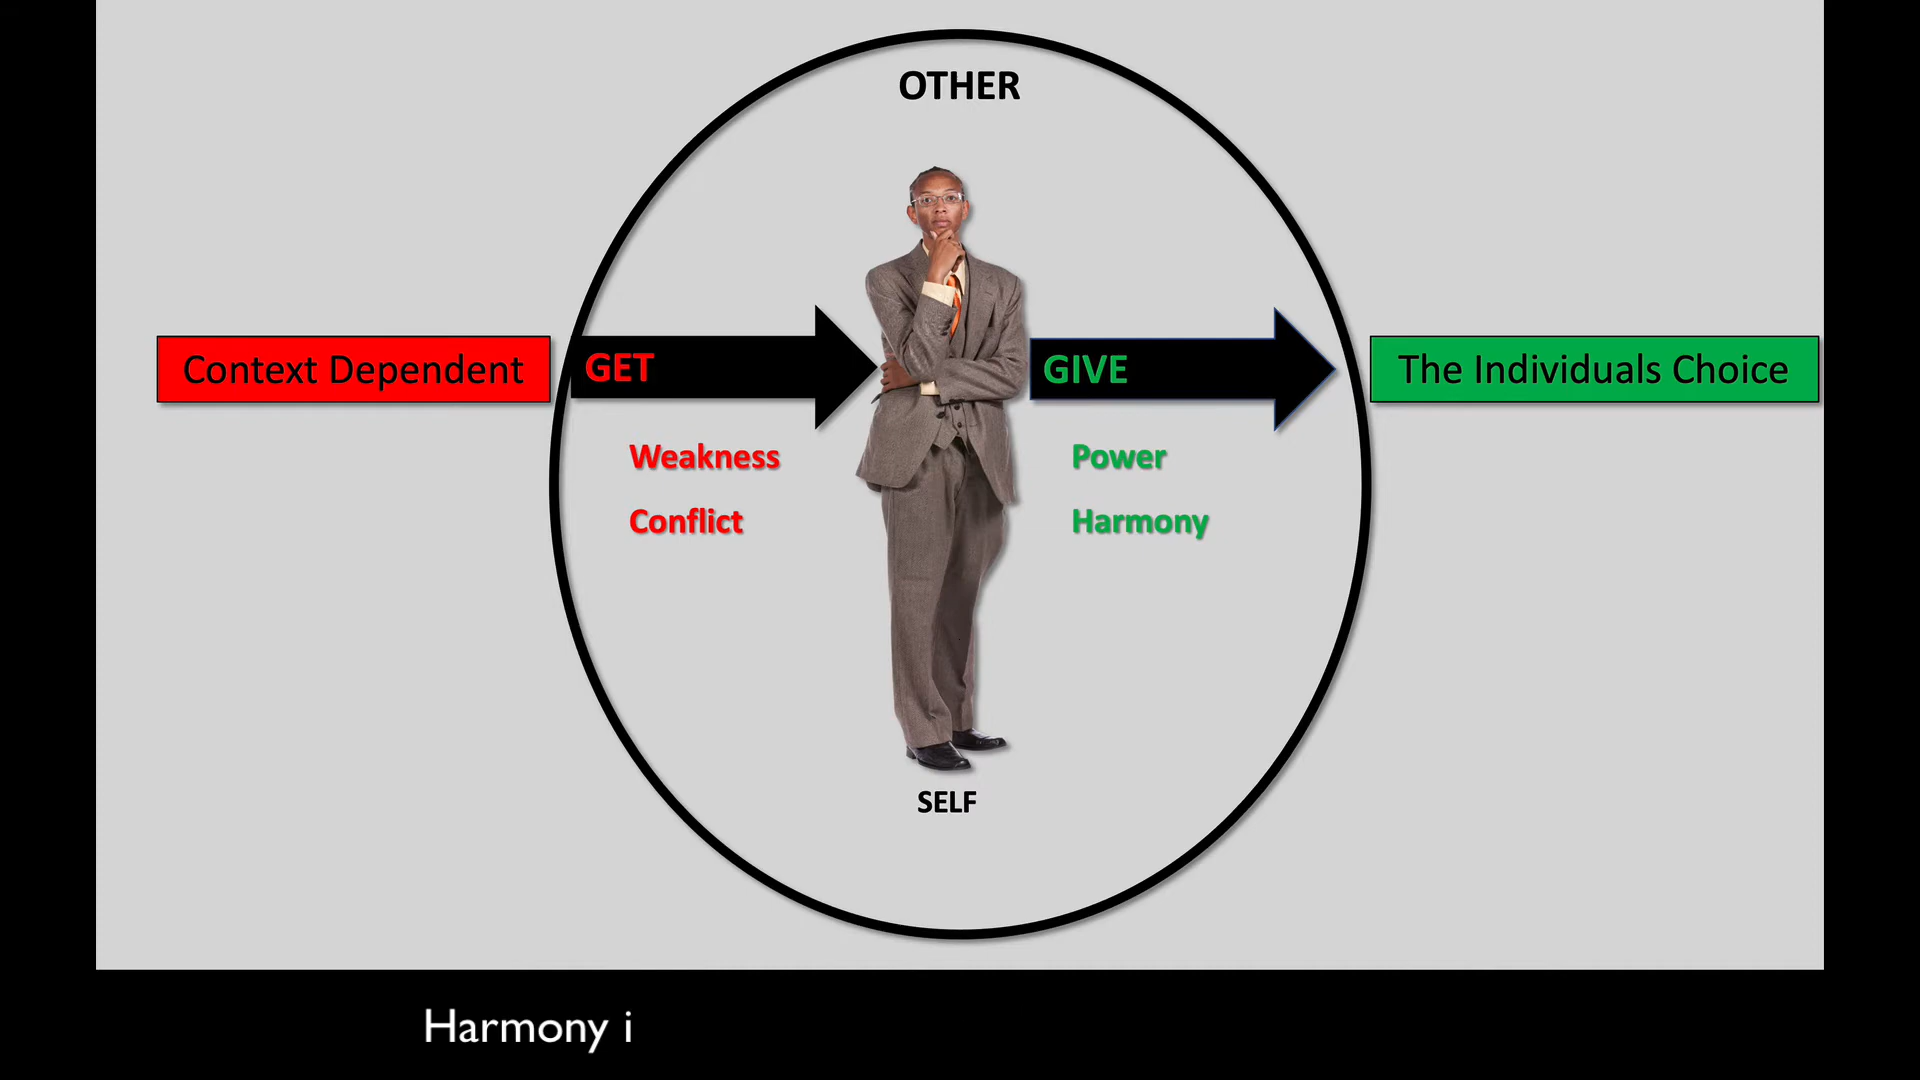 OTHER
Context Dependent
GET
GIVE
The Individuals Choice
Weakness
Power
Conflict
Harmony
SELF
Harmony i